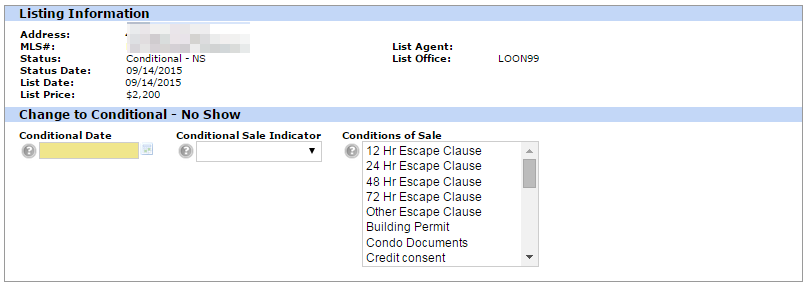 Listing Information
Address:
MLS#:
List Agent:
Status: Conditional - NS
List Office: LOON99
Status Date: 09/14/2015
List Date: 09/14/2015
List Price: $2,200
Change to Conditional - No Show
Conditional Date
Conditional Sale Indicator
Conditions of Sale
12 Hr Escape Clause
24 Hr Escape Clause
48 Hr Escape Clause
72 Hr Escape Clause
Other Escape Clause
Building Permit
Condo Documents
Credit consent